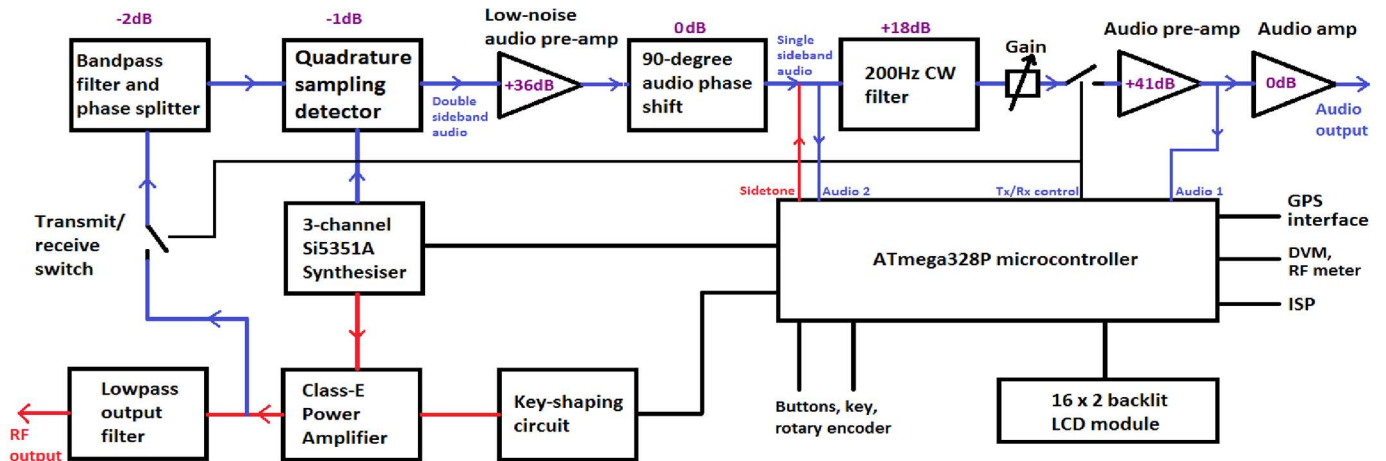 -2dB
Bandpass
filter and
phase splitter
-1dB
Quadrature
sampling
detector
Double
sideband
audio
Low-noise
audio pre-amp
+36dB
0dB
90-degree
audio phase
shift
Single
sideband
audio
+18dB
200Hz CW
filter
Gain
Audio pre-amp
+41dB
Audio amp
0dB
Audio
output
Transmit/
receive
switch
3-channel
Si5351A
Synthesiser
Sidetone
Audio 2
Tx/Rx control
Audio 1
ATmega328P microcontroller
GPS
interface
DVM,
RF meter
ISP
RF
output
Lowpass
output
filter
Class-E
Power
Amplifier
Key-shaping
circuit
Buttons, key,
rotary encoder
16 x 2 backlit
LCD module